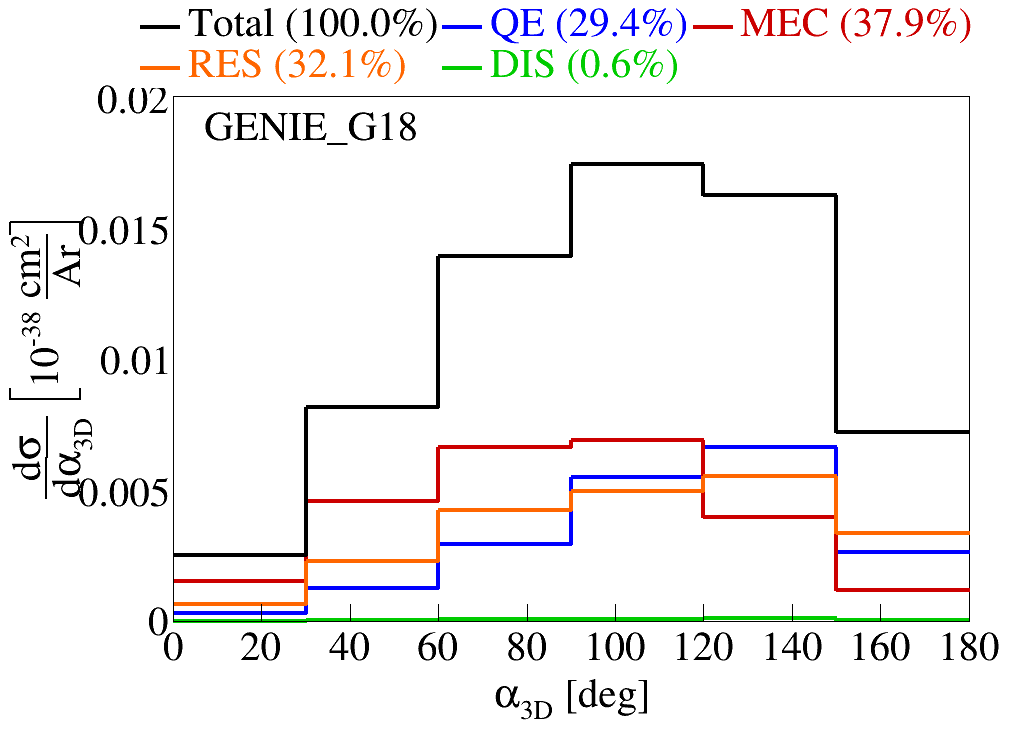 Total (100.0%) QE (29.4%) MEC (37.9%)
RES (32.1%) DIS (0.6%)
GENIE_G18
0.02
0.015
0.01
0.005
0
dσ/dα3D [10-38 cm2/Ar]
0 20 40 60 80 100 120 140 160 180
α3D [deg]